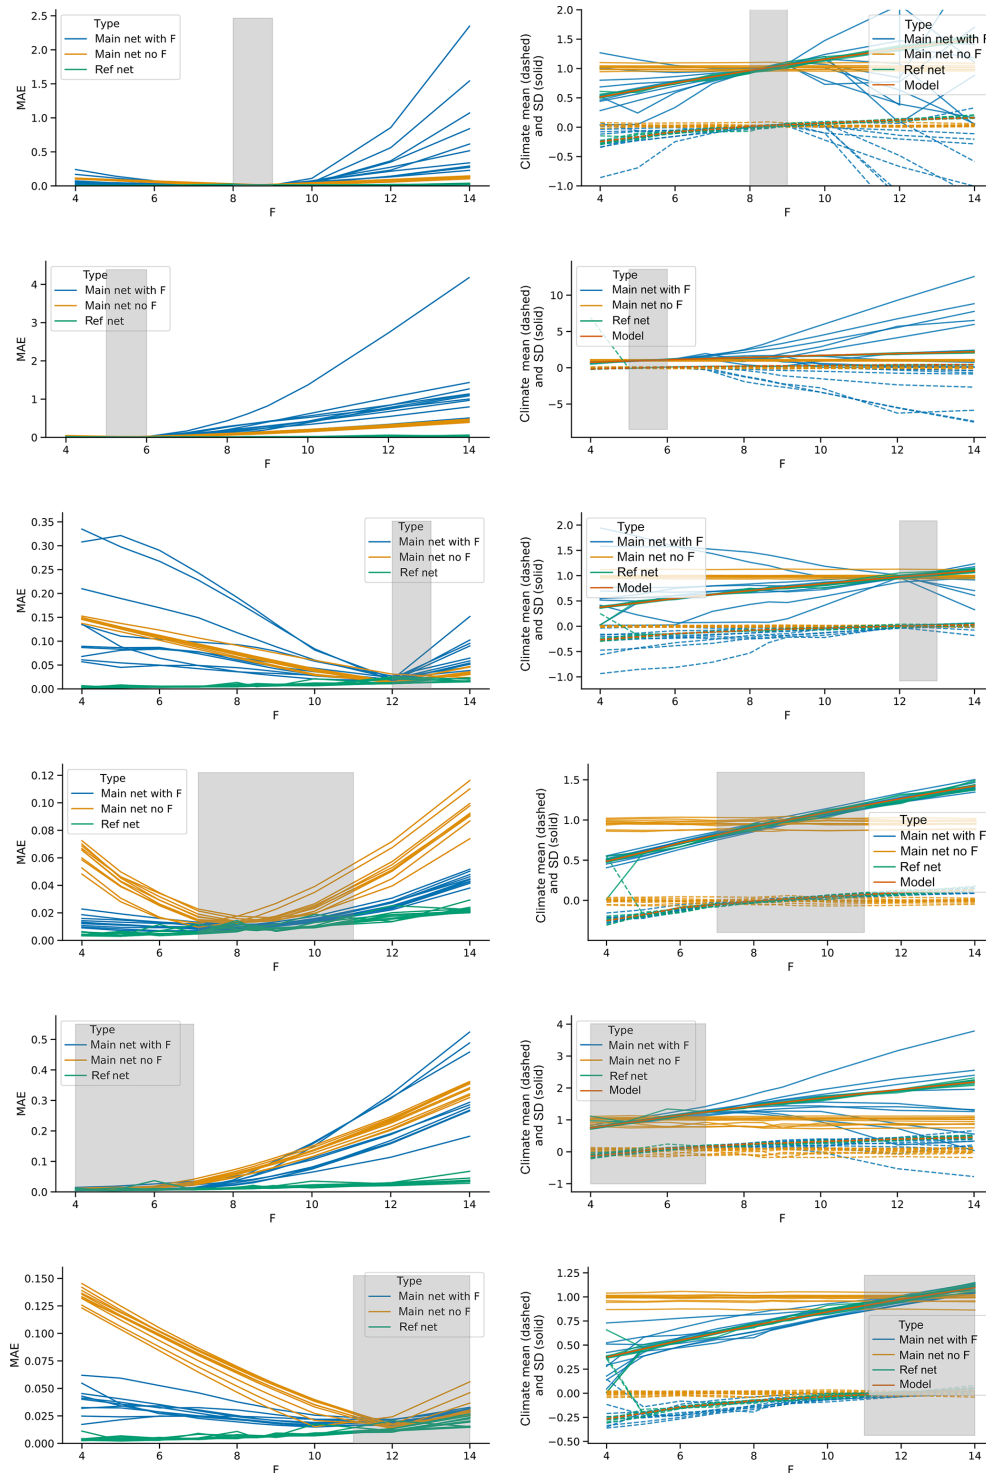 2.5
2.0
1.5
1.0
0.5
0.0
MAE
Type
Main net with F
Main net no F
Ref net
4 6 8 10 12 14
F
2.0
1.5
1.0
0.5
0.0
−0.5
−1.0
Climate mean (dashed)
and SD (solid)
Type
Main net with F
Main net no F
Ref net
Model
4 6 8 10 12 14
F
4
3
2
1
0
MAE
Type
Main net with F
Main net no F
Ref net
4 6 8 10 12 14
F
10
5
0
−5
Climate mean (dashed)
and SD (solid)
Type
Main net with F
Main net no F
Ref net
Model
4 6 8 10 12 14
F
0.35
0.30
0.25
0.20
0.15
0.10
0.05
0.00
MAE
Type
Main net with F
Main net no F
Ref net
4 6 8 10 12 14
F
2.0
1.5
1.0
0.5
0.0
−0.5
−1.0
Climate mean (dashed)
and SD (solid)
Type
Main net with F
Main net no F
Ref net
Model
4 6 8 10 12 14
F
0.12
0.10
0.08
0.06
0.04
0.02
0.00
MAE
Type
Main net with F
Main net no F
Ref net
4 6 8 10 12 14
F
1.5
1.0
0.5
0.0
Climate mean (dashed)
and SD (solid)
Type
Main net with F
Main net no F
Ref net
Model
4 6 8 10 12 14
F
0.5
0.4
0.3
0.2
0.1
0.0
MAE
Type
Main net with F
Main net no F
Ref net
4 6 8 10 12 14
F
4
3
2
1
0
−1
Climate mean (dashed)
and SD (solid)
Type
Main net with F
Main net no F
Ref net
Model
4 6 8 10 12 14
F
0.150
0.125
0.100
0.075
0.050
0.025
0.000
MAE
Type
Main net with F
Main net no F
Ref net
4 6 8 10 12 14
F
1.25
1.00
0.75
0.50
0.25
0.00
−0.25
−0.50
Climate mean (dashed)
and SD (solid)
Type
Main net with F
Main net no F
Ref net
Model
4 6 8 10 12 14
F